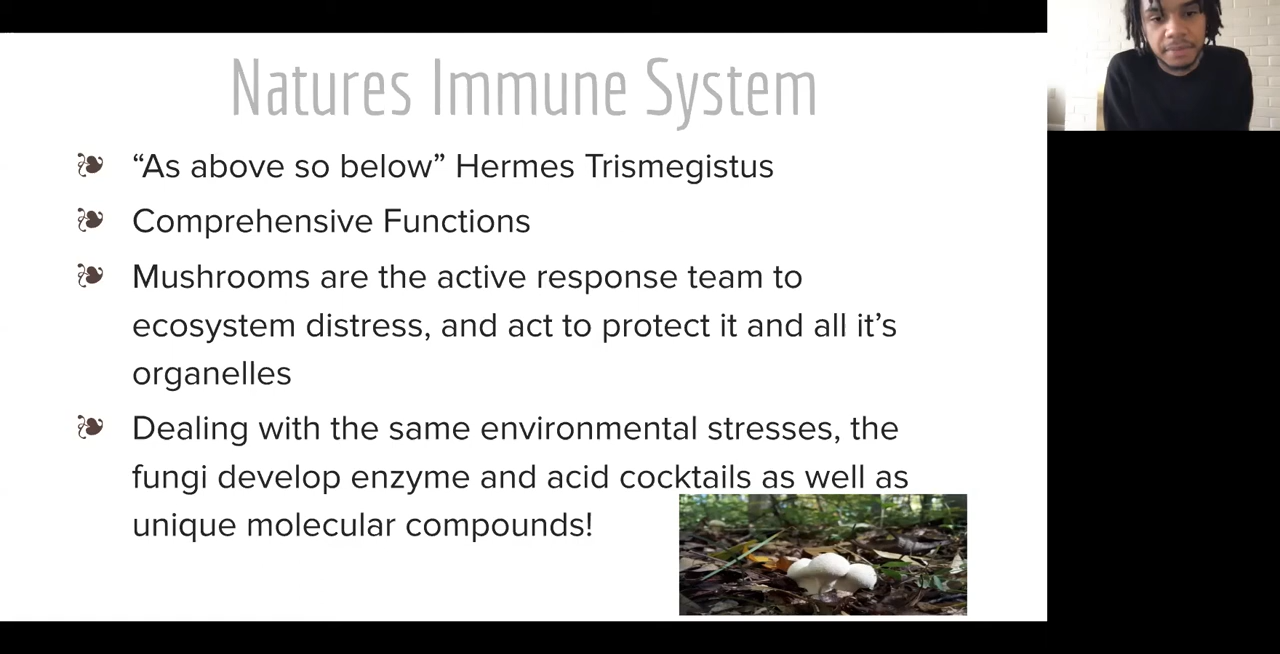 Natures Immune System
“As above so below” Hermes Trismegistus
Comprehensive Functions
Mushrooms are the active response team to
ecosystem distress, and act to protect it and all it’s
organelles
Dealing with the same environmental stresses, the
fungi develop enzyme and acid cocktails as well as
unique molecular compounds!